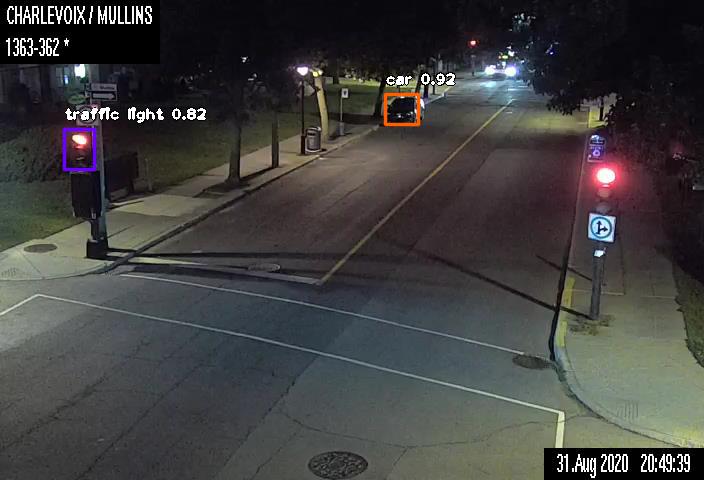 CHARLEVOIX / MULLINS
1363-362 *
car 0.92
traffic light 0.82
31.Aug 2020 20:49:39